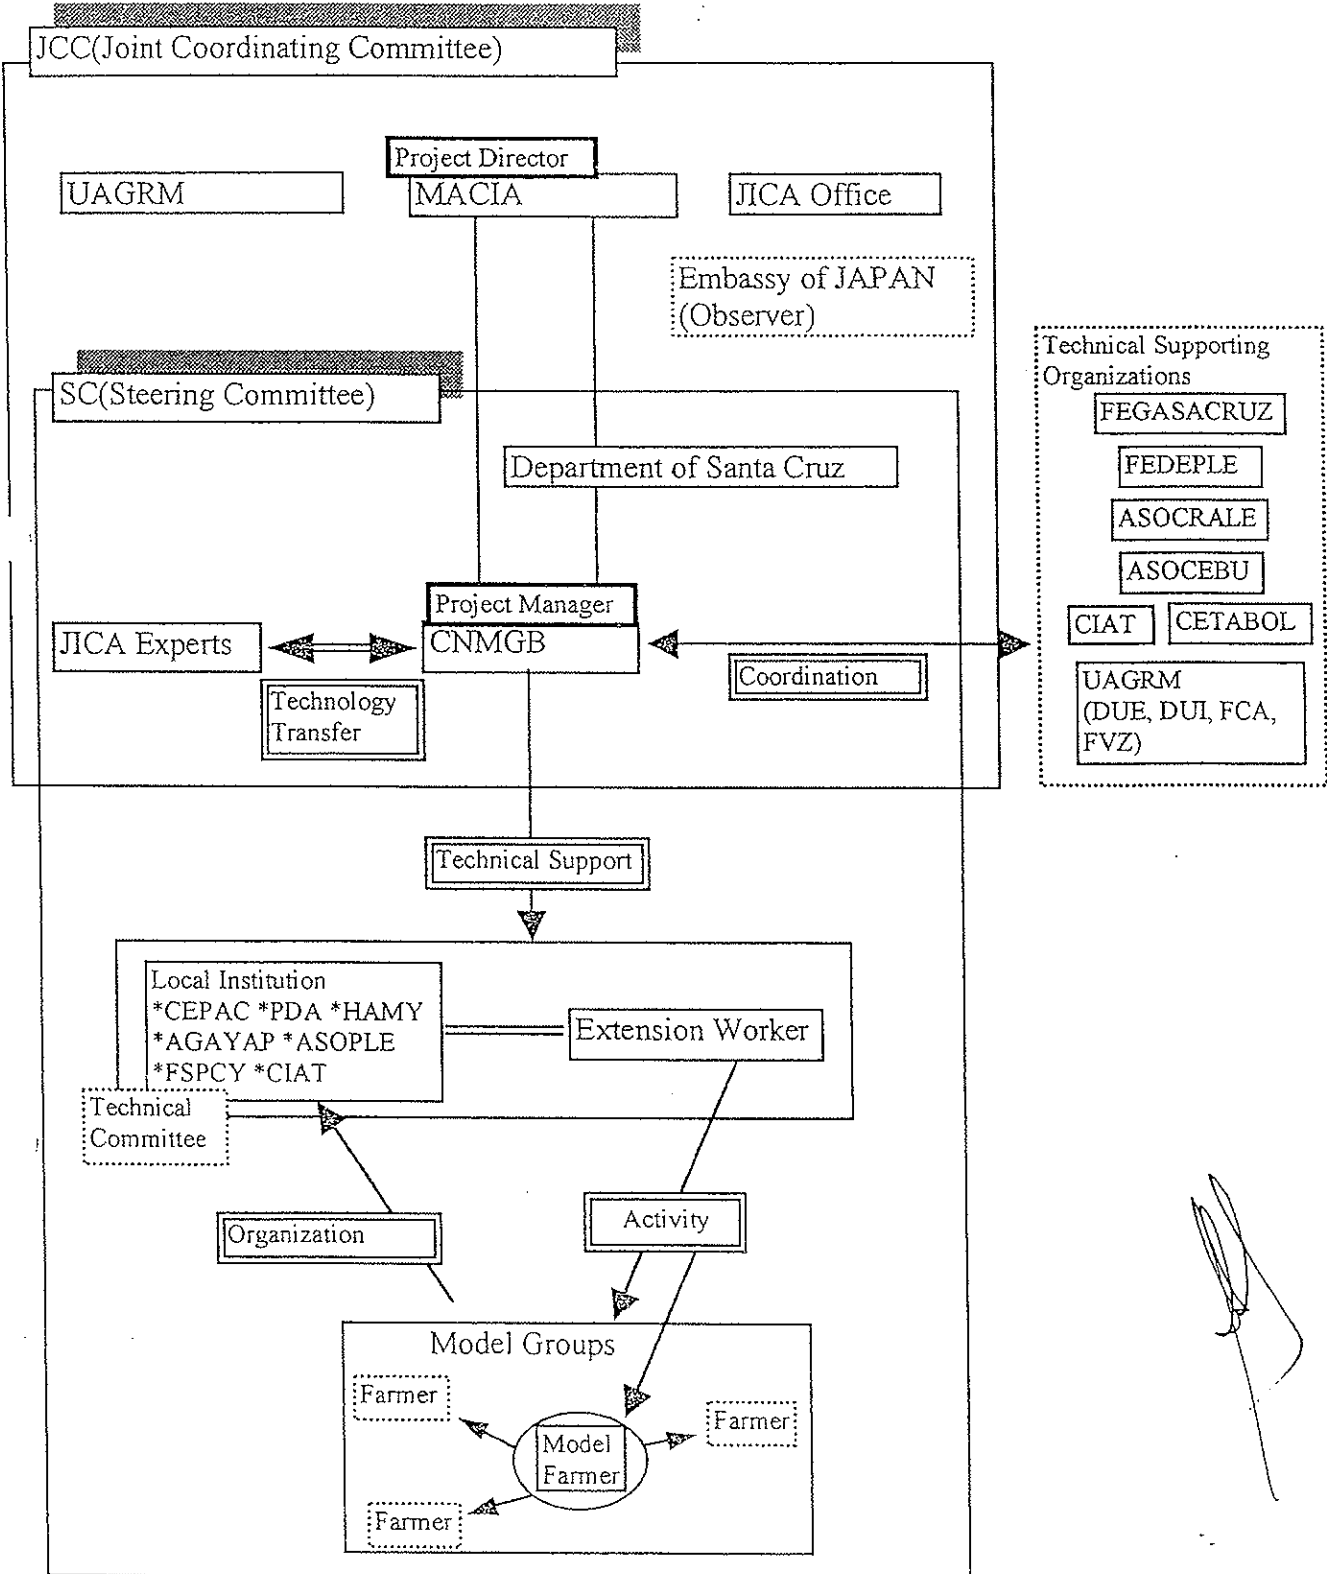 JCC(Joint Coordinating Committee)
Project Director
UAGRM
MACIA
JICA Office
Embassy of JAPAN
(Observer)
SC(Steering Committee)
Department of Santa Cruz
Project Manager
JICA Experts
CNMGB
Technology
Transfer
Coordination
Technical Supporting
Organizations
FEGASACRUZ
FEDEPLE
ASOCRALE
ASOCEBU
CIAT
CETABOL
UAGRM
(DUE, DUI, FCA,
FVZ)
Technical Support
Local Institution
*CEPAC *PDA *HAMY
*AGAYAP *ASOPLE
*FSPCY *CIAT
Extension Worker
Technical
Committee
Organization
Activity
Model Groups
Farmer
Farmer
Model
Farmer
Farmer